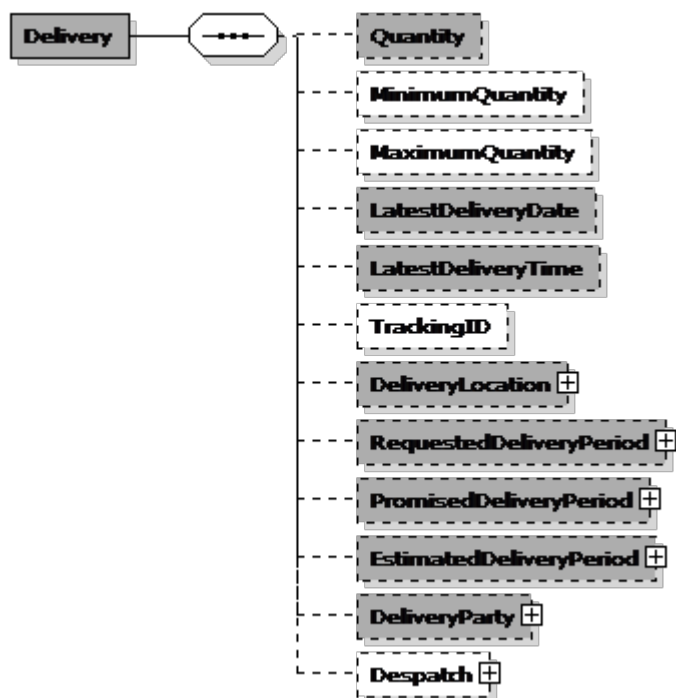 Delivery
Quantity
MinimumQuantity
MaximumQuantity
LatestDeliveryDate
LatestDeliveryTime
TrackingID
DeliveryLocation
RequestedDeliveryPeriod
PromisedDeliveryPeriod
EstimatedDeliveryPeriod
DeliveryParty
Despatch